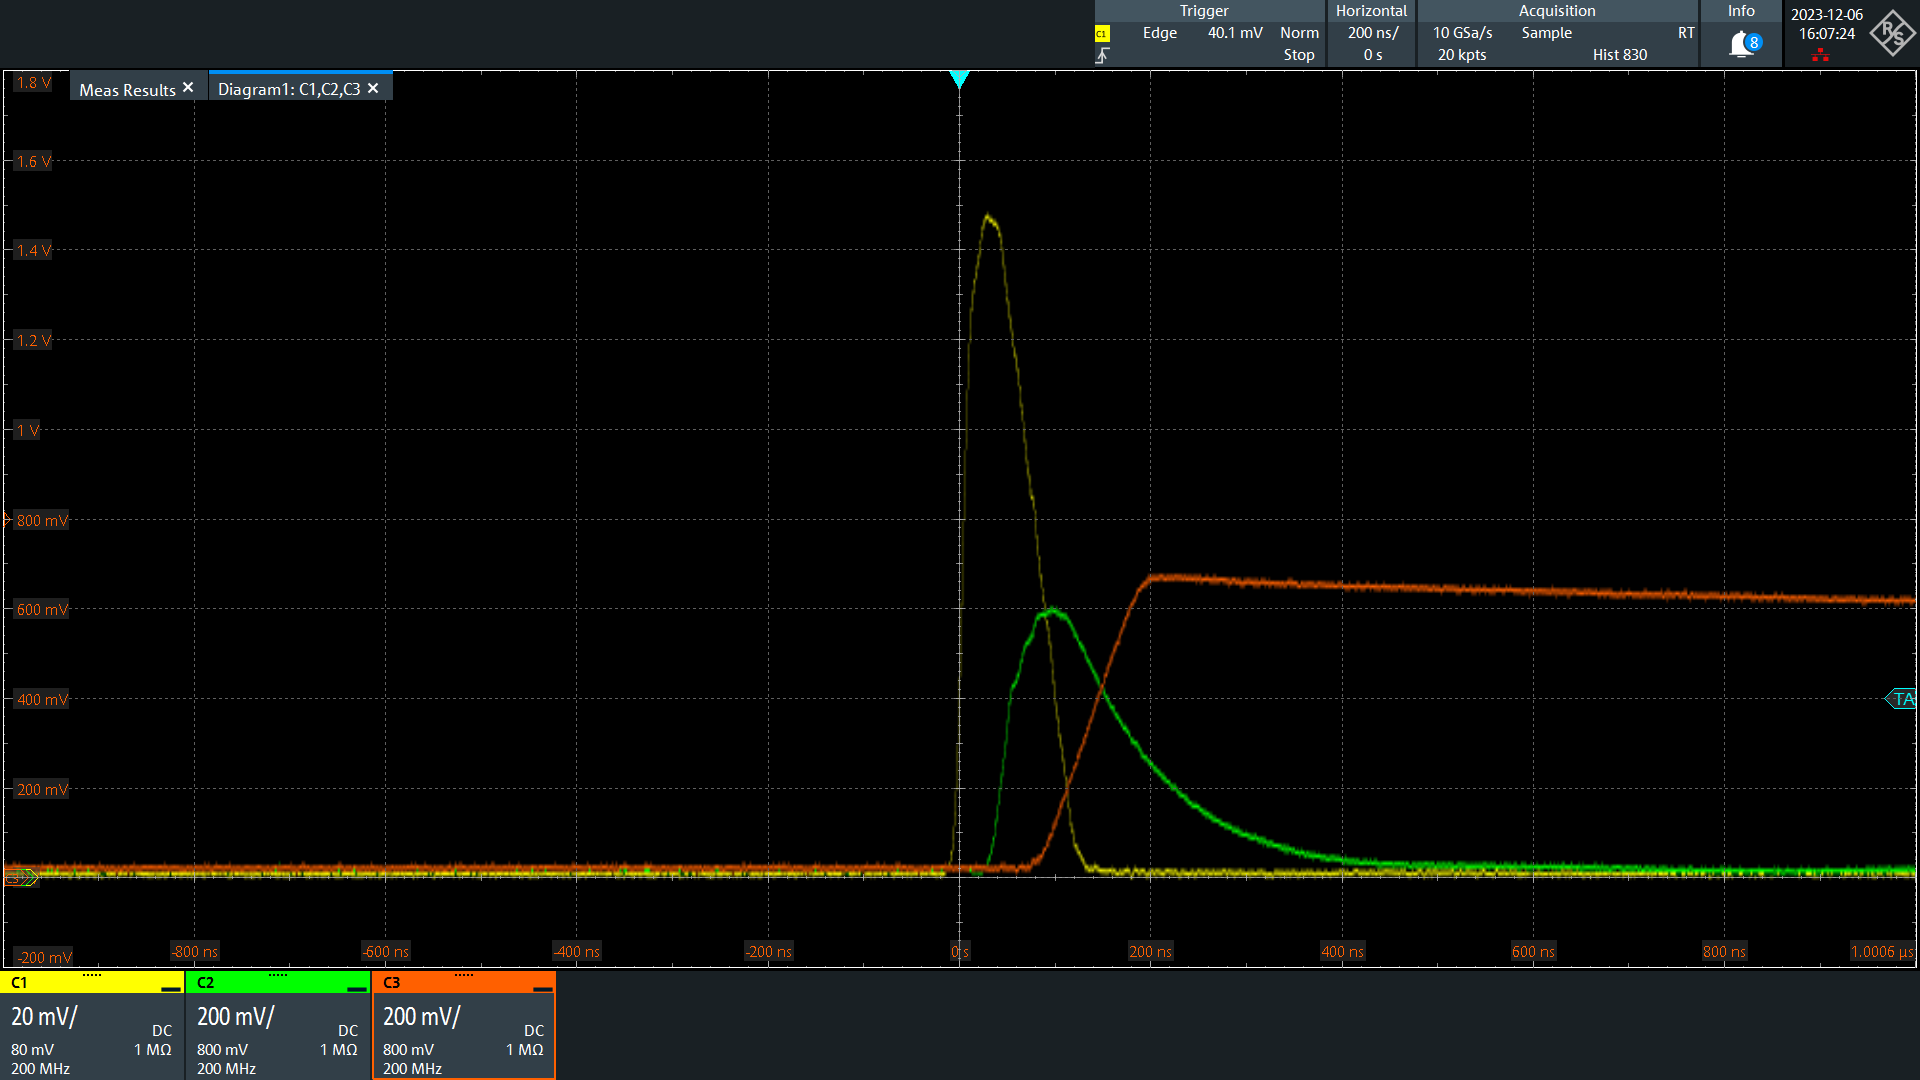 Trigger
C1 Edge 40.1 mV Norm
Stop
Horizontal
200 ns/
0 s
Acquisition
10 GSa/s Sample RT
20 kpts Hist 830
Info
8
2023-12-06
16:07:24
R&S
Meas Results ✕
Diagram1: C1,C2,C3 ✕
1.8 V
1.6 V
1.4 V
1.2 V
1 V
800 mV
600 mV
400 mV
200 mV
-200 mV
C3
TA
-800 ns
-600 ns
-400 ns
-200 ns
0 s
200 ns
400 ns
600 ns
800 ns
1.0006 µs
C1
20 mV/
DC
80 mV 1 MΩ
200 MHz
C2
200 mV/
DC
800 mV 1 MΩ
200 MHz
C3
200 mV/
DC
800 mV 1 MΩ
200 MHz